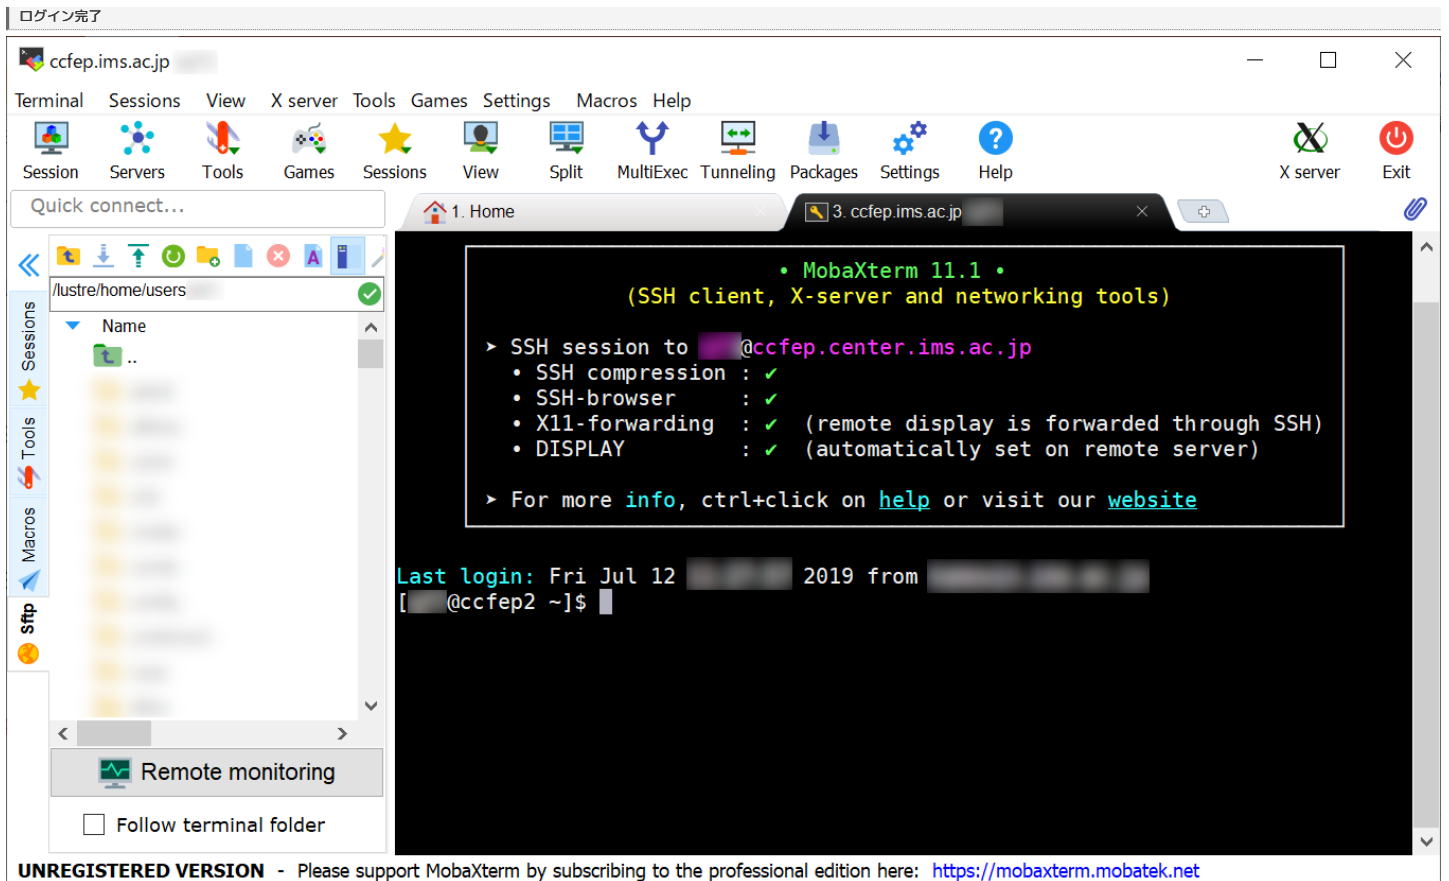 ログイン完了
ccfep.ims.ac.jp
Terminal Sessions View X server Tools Games Settings Macros Help
Session Servers Tools Games Sessions View Split MultiExec Tunneling Packages Settings Help X server Exit
Quick connect...
1. Home
3. ccfep.ims.ac.jp
/lustre/home/users
Name
..
Sessions
Tools
Macros
Sftp
Remote monitoring
Follow terminal folder
• MobaXterm 11.1 •
(SSH client, X-server and networking tools)
➤ SSH session to @ccfep.center.ims.ac.jp
• SSH compression : ✔
• SSH-browser : ✔
• X11-forwarding : ✔ (remote display is forwarded through SSH)
• DISPLAY : ✔ (automatically set on remote server)
➤ For more info, ctrl+click on help or visit our website
Last login: Fri Jul 12 2019 from
[ @ccfep2 ~]$
UNREGISTERED VERSION - Please support MobaXterm by subscribing to the professional edition here: https://mobaxterm.mobatek.net